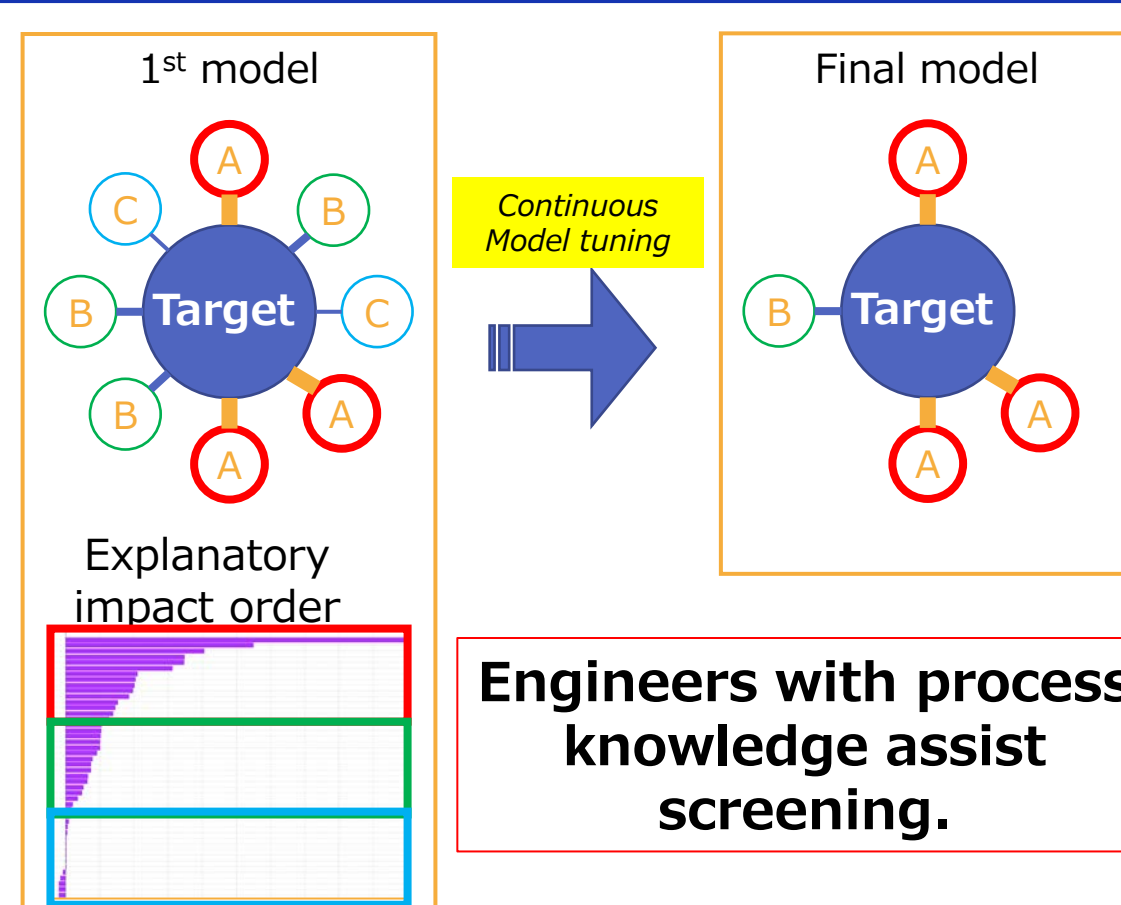 1st model
A
C
B
B
Target
C
B
A
A
Explanatory
impact order
Continuous
Model tuning
Final model
A
B
Target
A
A
Engineers with process
knowledge assist
screening.